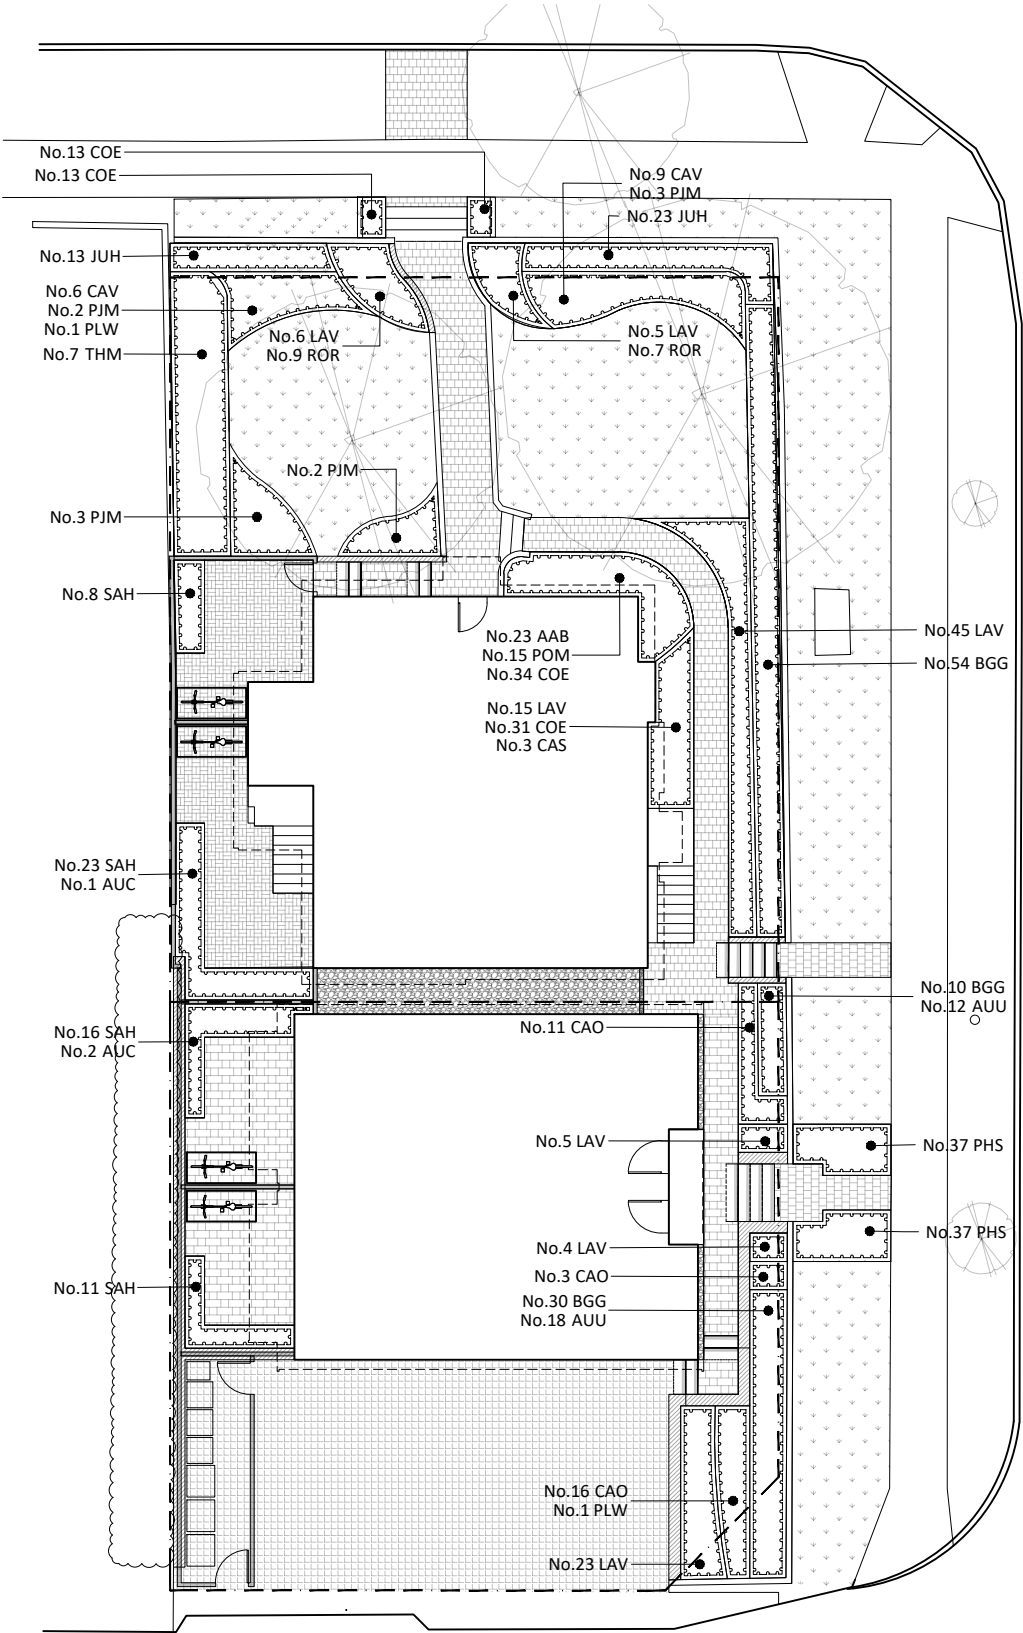 No.13 COE
No.13 COE
No.9 CAV
No.3 PJM
No.23 JUH
No.13 JUH
No.6 CAV
No.2 PJM
No.1 PLW
No.7 THM
No.6 LAV
No.9 ROR
No.5 LAV
No.7 ROR
No.2 PJM
No.3 PJM
No.8 SAH
No.23 AAB
No.15 POM
No.34 COE
No.45 LAV
No.54 BGG
No.15 LAV
No.31 COE
No.3 CAS
No.23 SAH
No.1 AUC
No.10 BGG
No.12 AUU
No.16 SAH
No.2 AUC
No.11 CAO
No.5 LAV
No.37 PHS
No.37 PHS
No.4 LAV
No.3 CAO
No.11 SAH
No.30 BGG
No.18 AUU
No.16 CAO
No.1 PLW
No.23 LAV